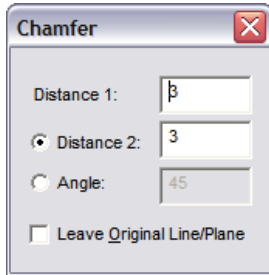 Chamfer
Distance 1: 3
Distance 2: 3
Angle: 45
Leave Original Line/Plane